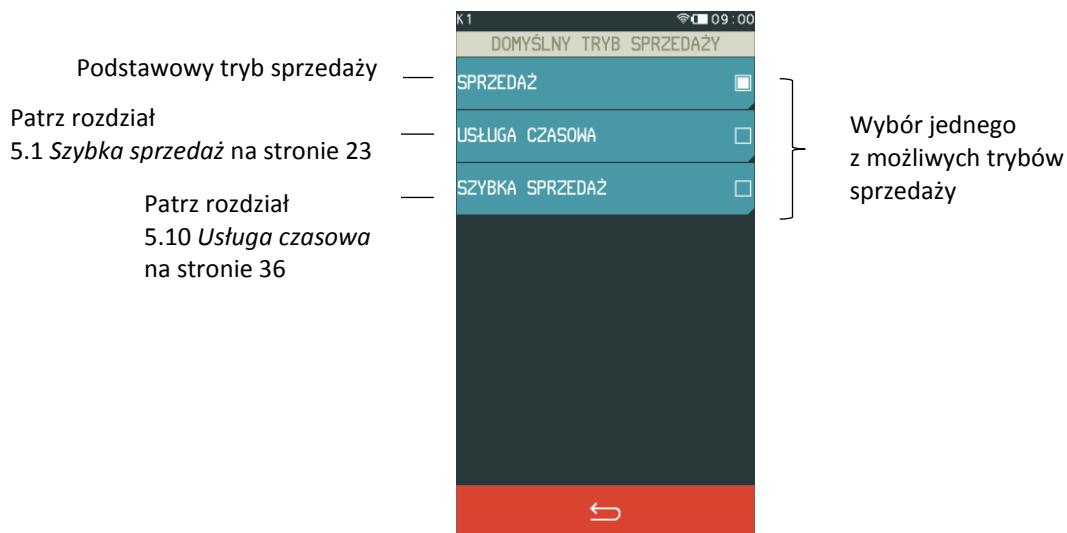 K1 09:00
DOMYŚLNY TRYB SPRZEDAŻY
Podstawowy tryb sprzedaży
SPRZEDAŻ
Patrz rozdział
5.1 Szybka sprzedaż na stronie 23
USŁUGA CZASOWA
Patrz rozdział
5.10 Usługa czasowa
na stronie 36
SZYBKA SPRZEDAŻ
Wybór jednego
z możliwych trybów
sprzedaży